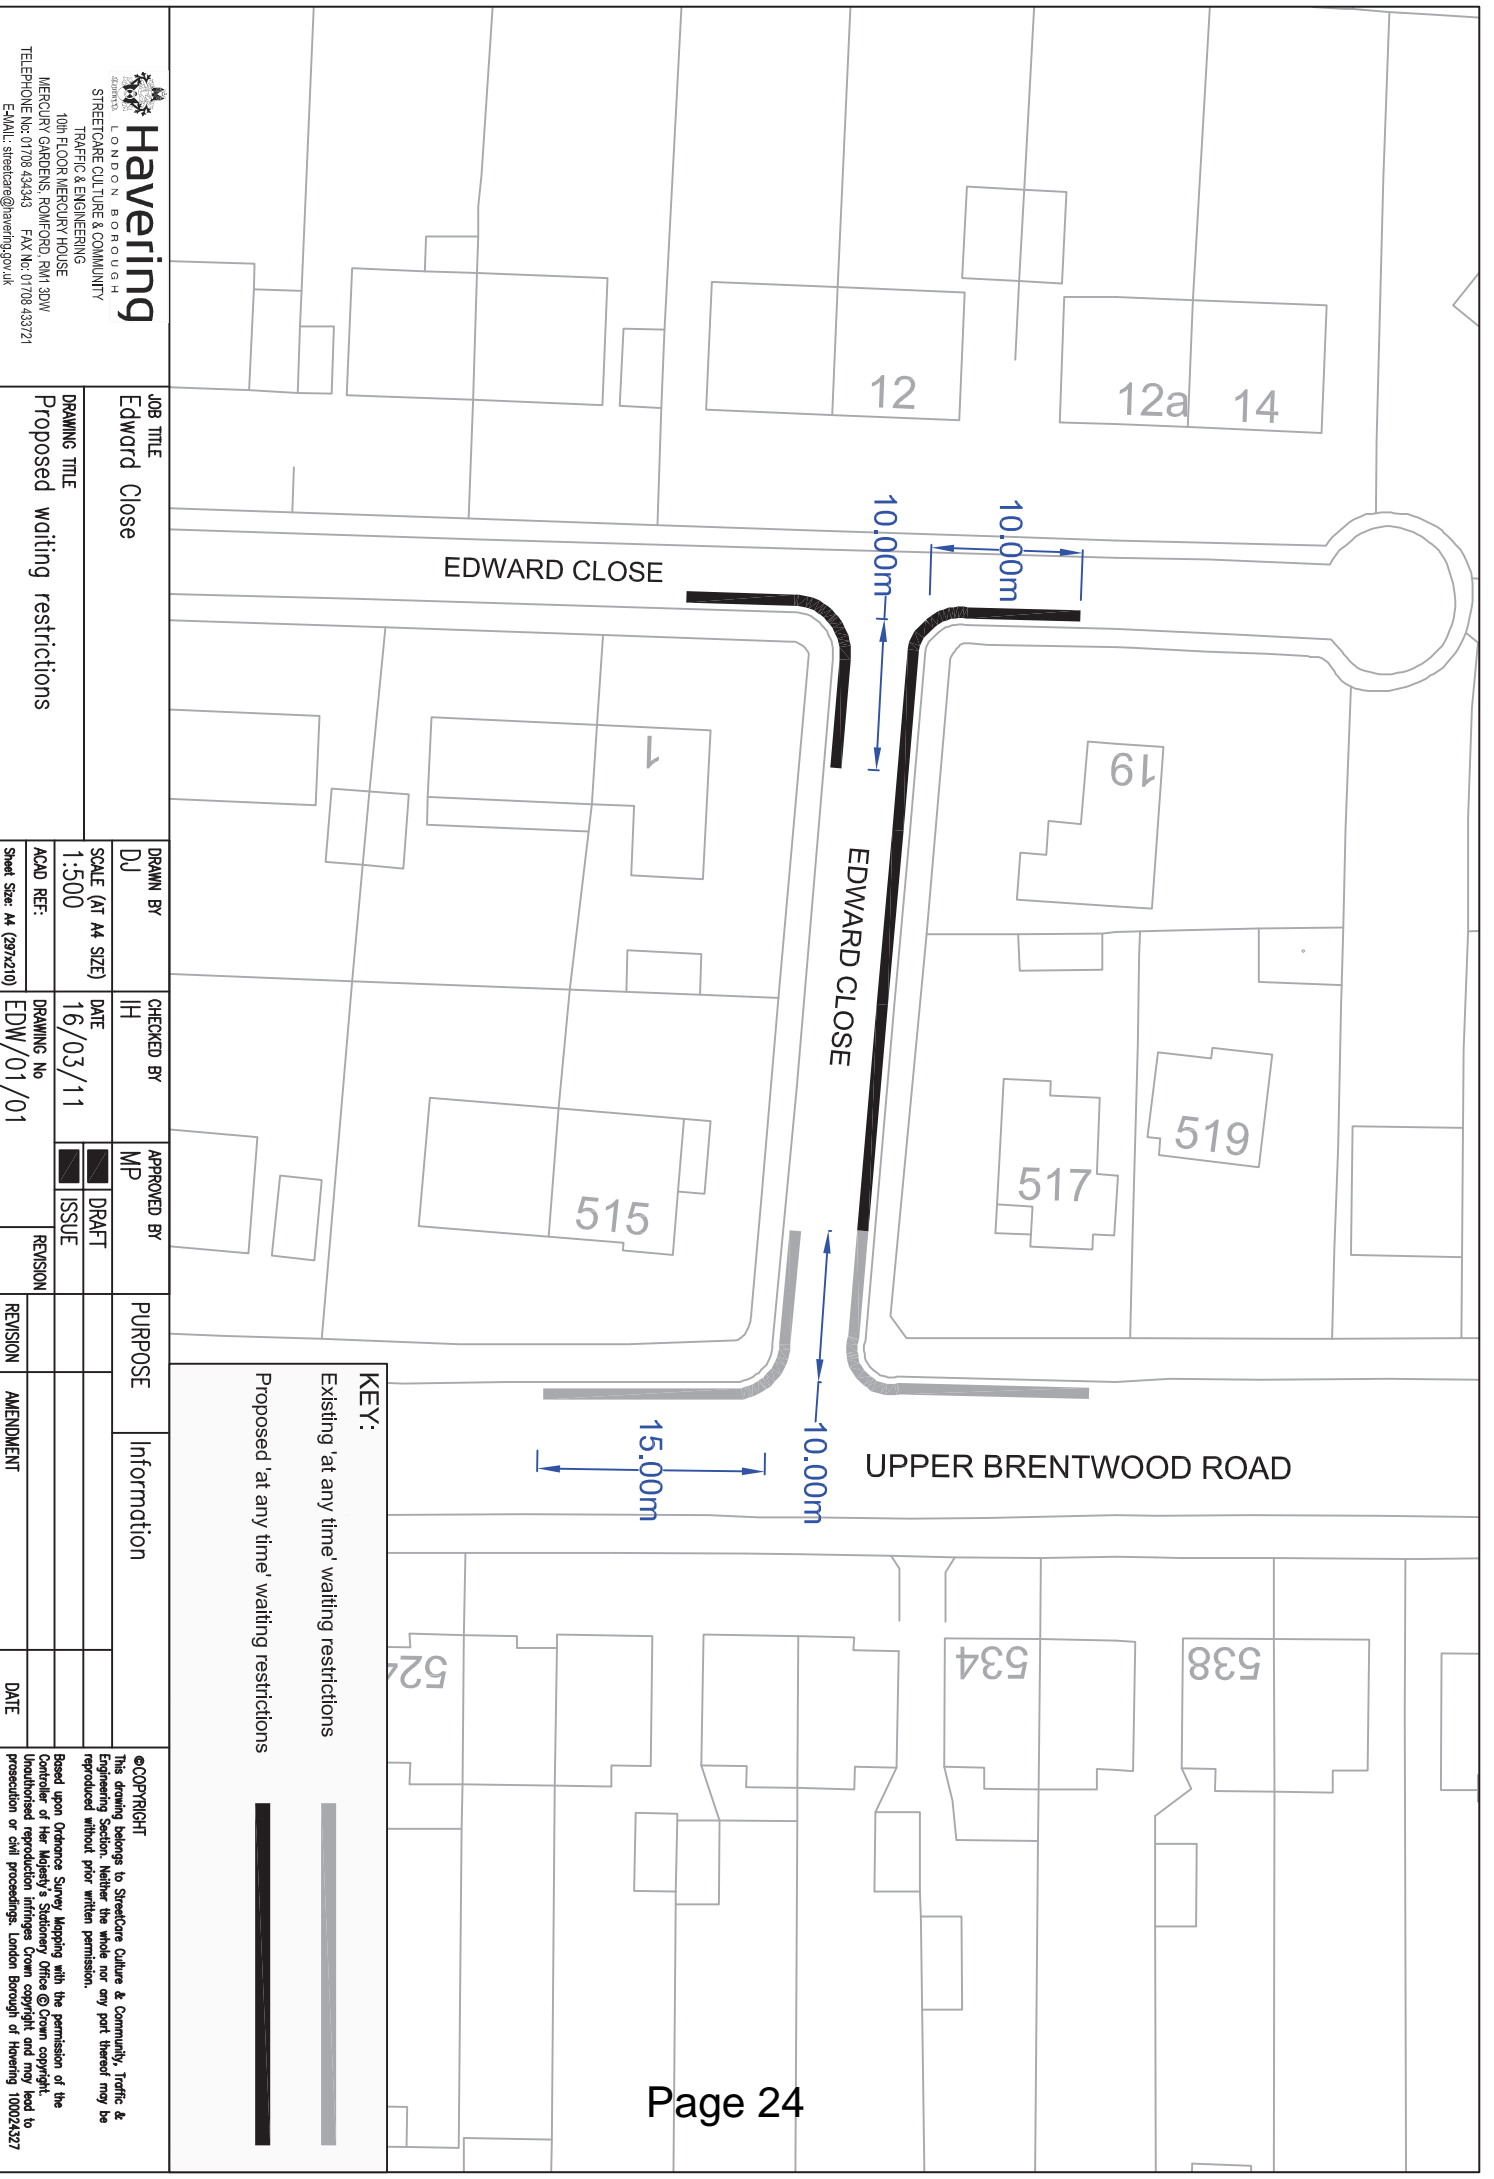 12
12a
14
10.00m
10.00m
EDWARD CLOSE
1
19
EDWARD CLOSE
519
517
515
15.00m
10.00m
UPPER BRENTWOOD ROAD
534
538
KEY:
Existing 'at any time' waiting restrictions
Proposed 'at any time' waiting restrictions
Havering
LONDON BOROUGH
STREETCARE CULTURE & COMMUNITY
TRAFFIC & ENGINEERING
10th FLOOR MERCURY HOUSE
MERCURY GARDENS, ROMFORD, RM1 3DW
TELEPHONE No: 01708 434343 FAX No: 01708 433721
E-MAIL: streetcare@havering.gov.uk
JOB TITLE
Edward Close
DRAWING TITLE
Proposed waiting restrictions
DRAWN BY
DJ
CHECKED BY
IH
APPROVED BY
MP
SCALE (AT A4 SIZE)
1:500
DATE
16/03/11
DRAFT
ISSUE
ACAD REF:
DRAWING No
EDW/01/01
REVISION
Sheet Size: A4 (297x210)
PURPOSE
Information
REVISION
AMENDMENT
DATE
©COPYRIGHT
This drawing belongs to StreetCare Culture & Community, Traffic &
Engineering Section. Neither the whole nor any part thereof may be
reproduced without prior written permission.
Based upon Ordnance Survey Mapping with the permission of the
Controller of Her Majesty's Stationery Office © Crown copyright.
Unauthorised reproduction infringes Crown copyright and may lead to
prosecution or civil proceedings. London Borough of Havering 100024327
Page 24